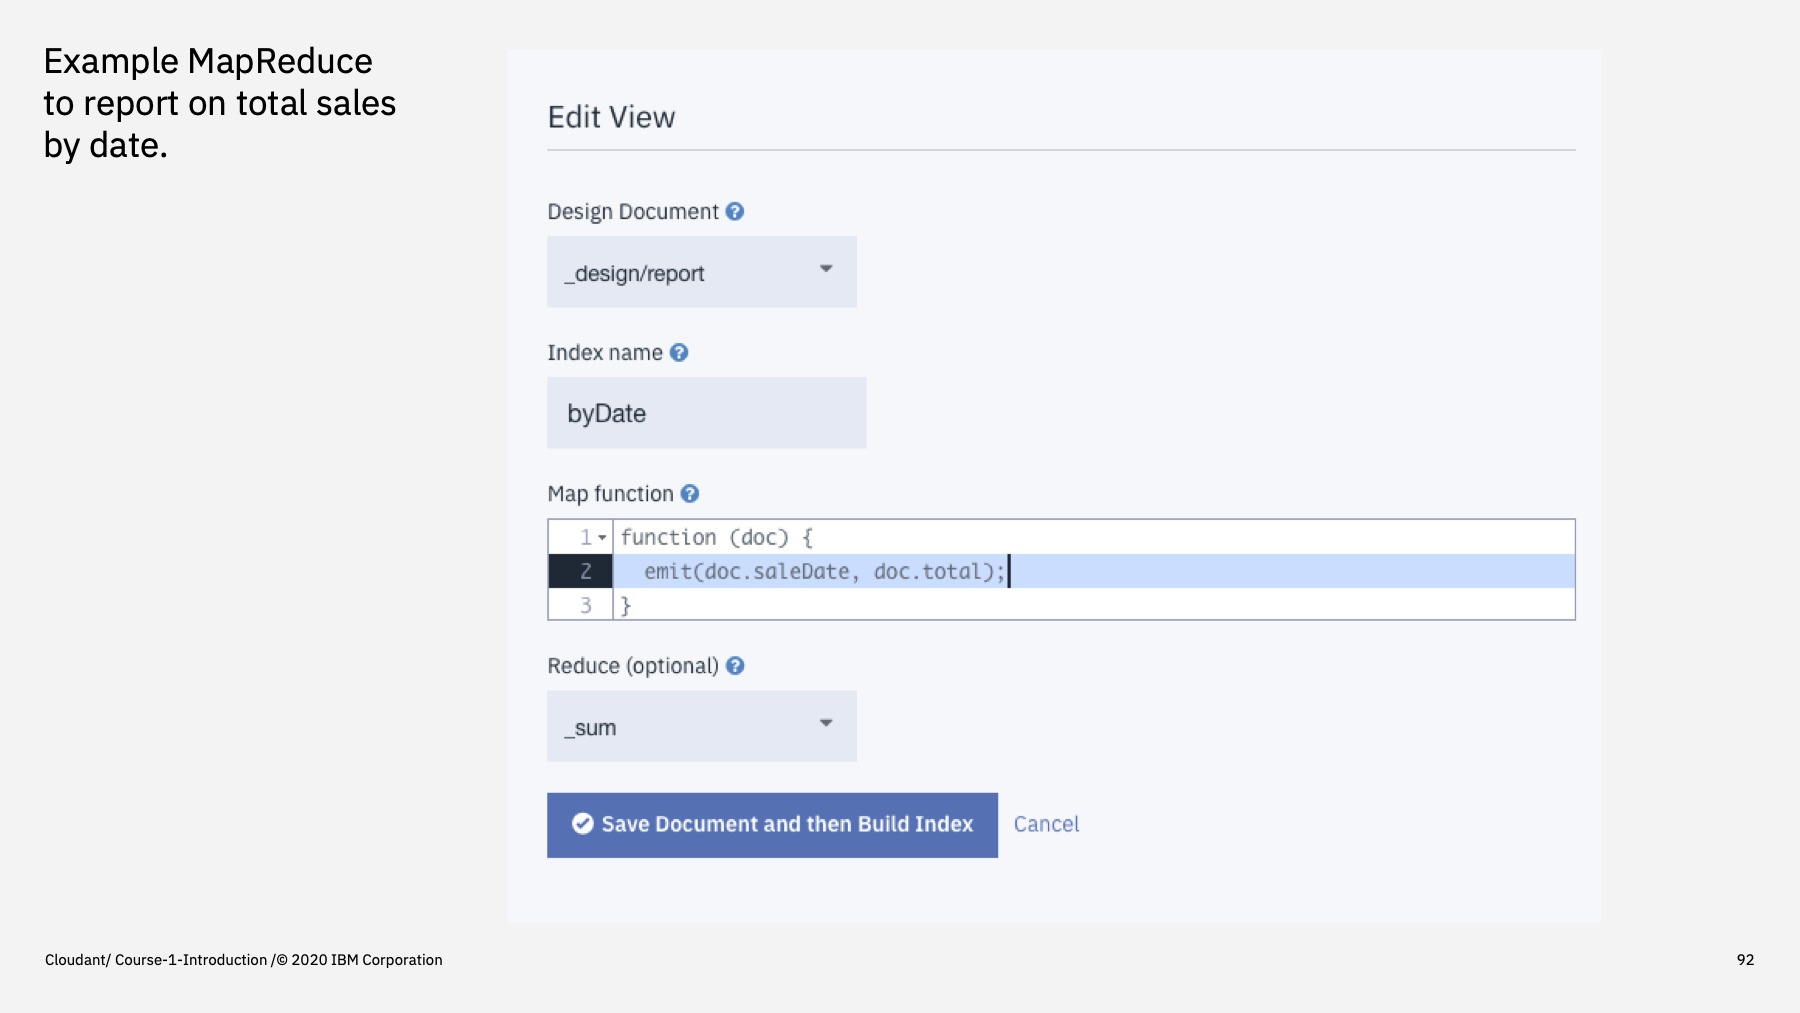 Example MapReduce
to report on total sales
by date.
Edit View
Design Document
_design/report
Index name
byDate
Map function
1 function (doc) {
2 emit(doc.saleDate, doc.total);
3 }
Reduce (optional)
_sum
Save Document and then Build Index Cancel
Cloudant/ Course-1-Introduction /© 2020 IBM Corporation 92